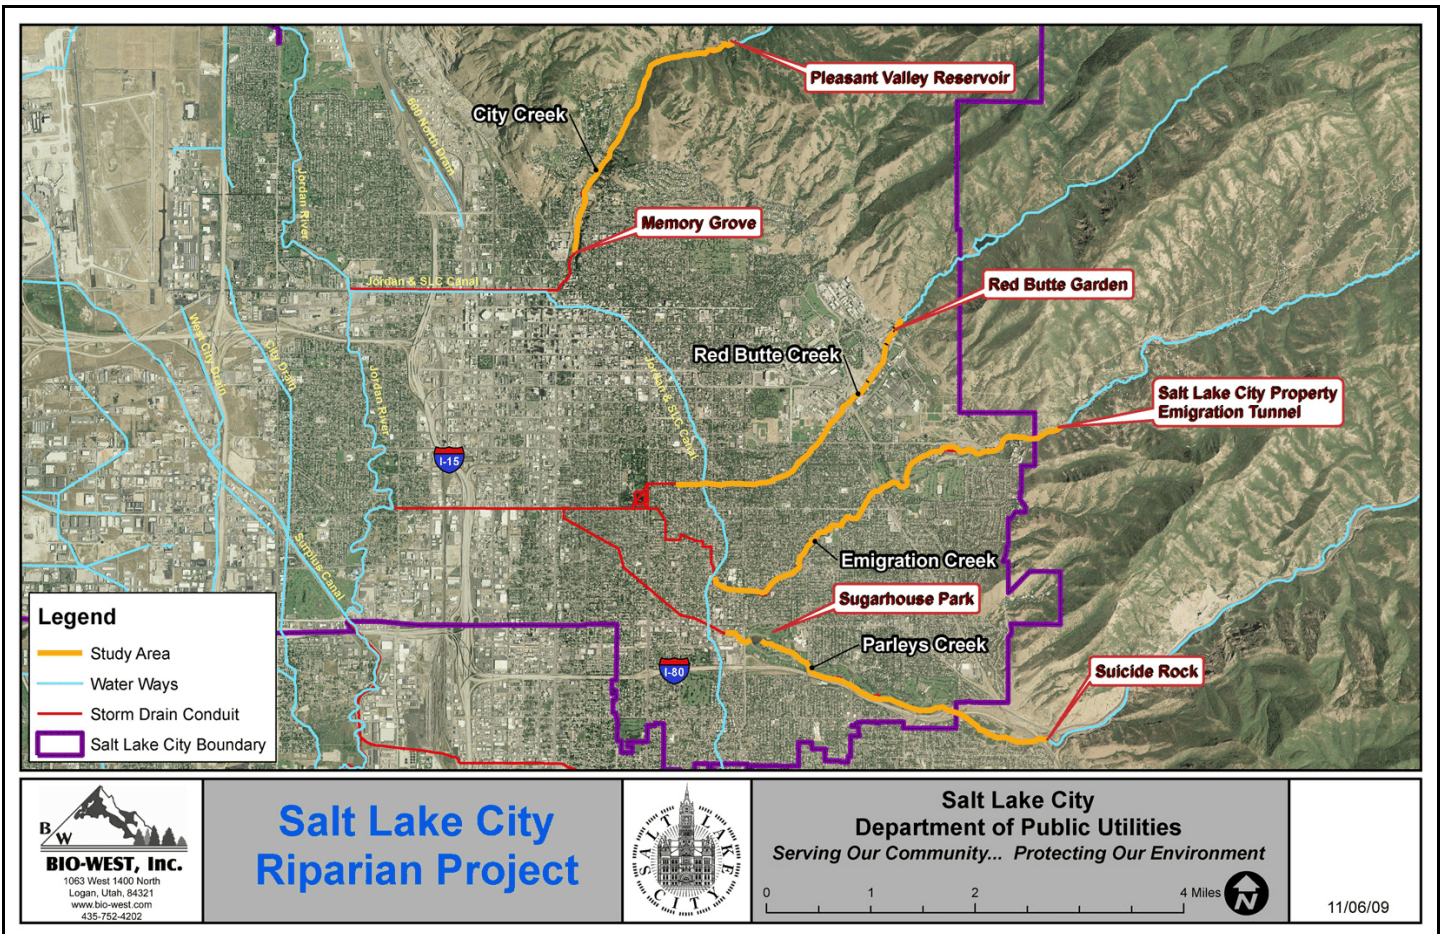 Pleasant Valley Reservoir
City Creek
600 North Drain
Jordan River
Memory Grove
Jordan & SLC Canal
Red Butte Garden
West City Drain
City Drain
Jordan River
Jordan & SLC Canal
Red Butte Creek
Salt Lake City Property
Emigration Tunnel
I-15
Surplus Canal
Emigration Creek
Sugarhouse Park
Parleys Creek
I-80
Suicide Rock
Legend
Study Area
Water Ways
Storm Drain Conduit
Salt Lake City Boundary
B W
BIO-WEST, Inc.
1063 West 1400 North
Logan, Utah, 84321
www.bio-west.com
435-752-4202
Salt Lake City
Riparian Project
SALT LAKE CITY
Salt Lake City
Department of Public Utilities
Serving Our Community... Protecting Our Environment
0 1 2 4 Miles
N
11/06/09